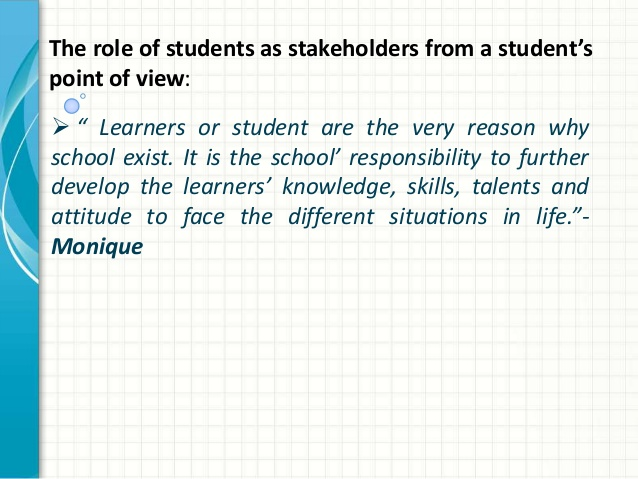 The role of students as stakeholders from a student’s
point of view:
➢ “ Learners or student are the very reason why
school exist. It is the school’ responsibility to further
develop the learners’ knowledge, skills, talents and
attitude to face the different situations in life.”-
Monique